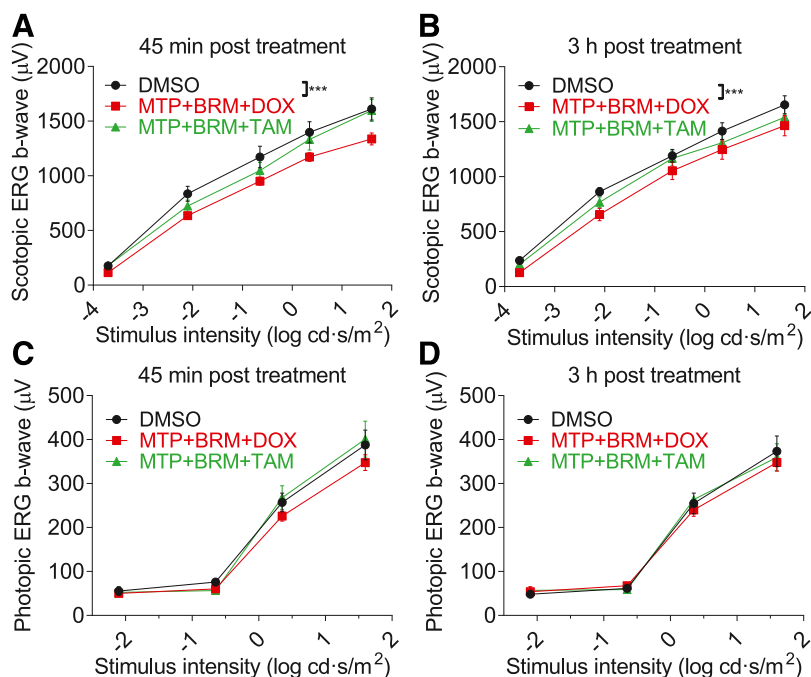 A
45 min post treatment
Scotopic ERG b-wave (μV)
2000
1500
1000
500
0
DMSO
MTP+BRM+DOX
MTP+BRM+TAM
***
-4
-3
-2
-1
0
1
2
Stimulus intensity (log cd·s/m²)
B
3 h post treatment
Scotopic ERG b-wave (μV)
2000
1500
1000
500
0
DMSO
MTP+BRM+DOX
MTP+BRM+TAM
***
-4
-3
-2
-1
0
1
2
Stimulus intensity (log cd·s/m²)
C
45 min post treatment
Photopic ERG b-wave (μV
500
400
300
200
100
0
DMSO
MTP+BRM+DOX
MTP+BRM+TAM
-2
-1
0
1
2
Stimulus intensity (log cd·s/m²)
D
3 h post treatment
Photopic ERG b-wave (μV)
500
400
300
200
100
0
DMSO
MTP+BRM+DOX
MTP+BRM+TAM
-2
-1
0
1
2
Stimulus intensity (log cd·s/m²)